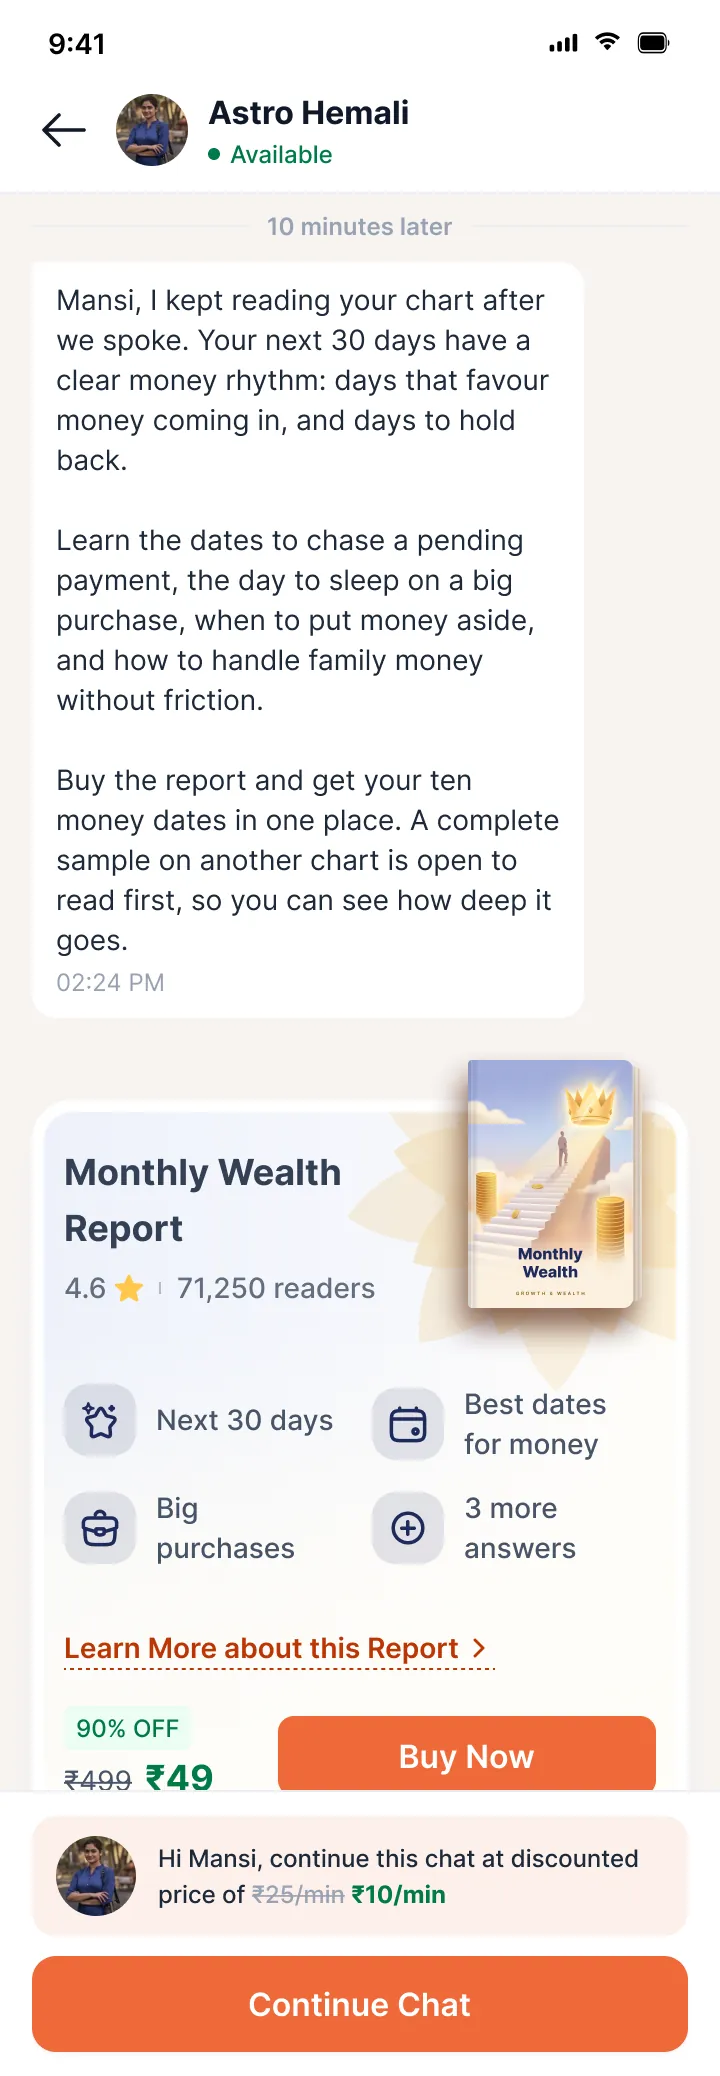 9:41
Astro Hemali
Available
10 minutes later
Mansi, I kept reading your chart after
we spoke. Your next 30 days have a
clear money rhythm: days that favour
money coming in, and days to hold
back.
Learn the dates to chase a pending
payment, the day to sleep on a big
purchase, when to put money aside,
and how to handle family money
without friction.
Buy the report and get your ten
money dates in one place. A complete
sample on another chart is open to
read first, so you can see how deep it
goes.
02:24 PM
Monthly
Wealth
GROWTH & WEALTH
Monthly Wealth
Report
4.6 71,250 readers
Next 30 days
Best dates
for money
Big
purchases
3 more
answers
Learn More about this Report
90% OFF
₹499 ₹49
Buy Now
Hi Mansi, continue this chat at discounted
price of ₹25/min ₹10/min
Continue Chat